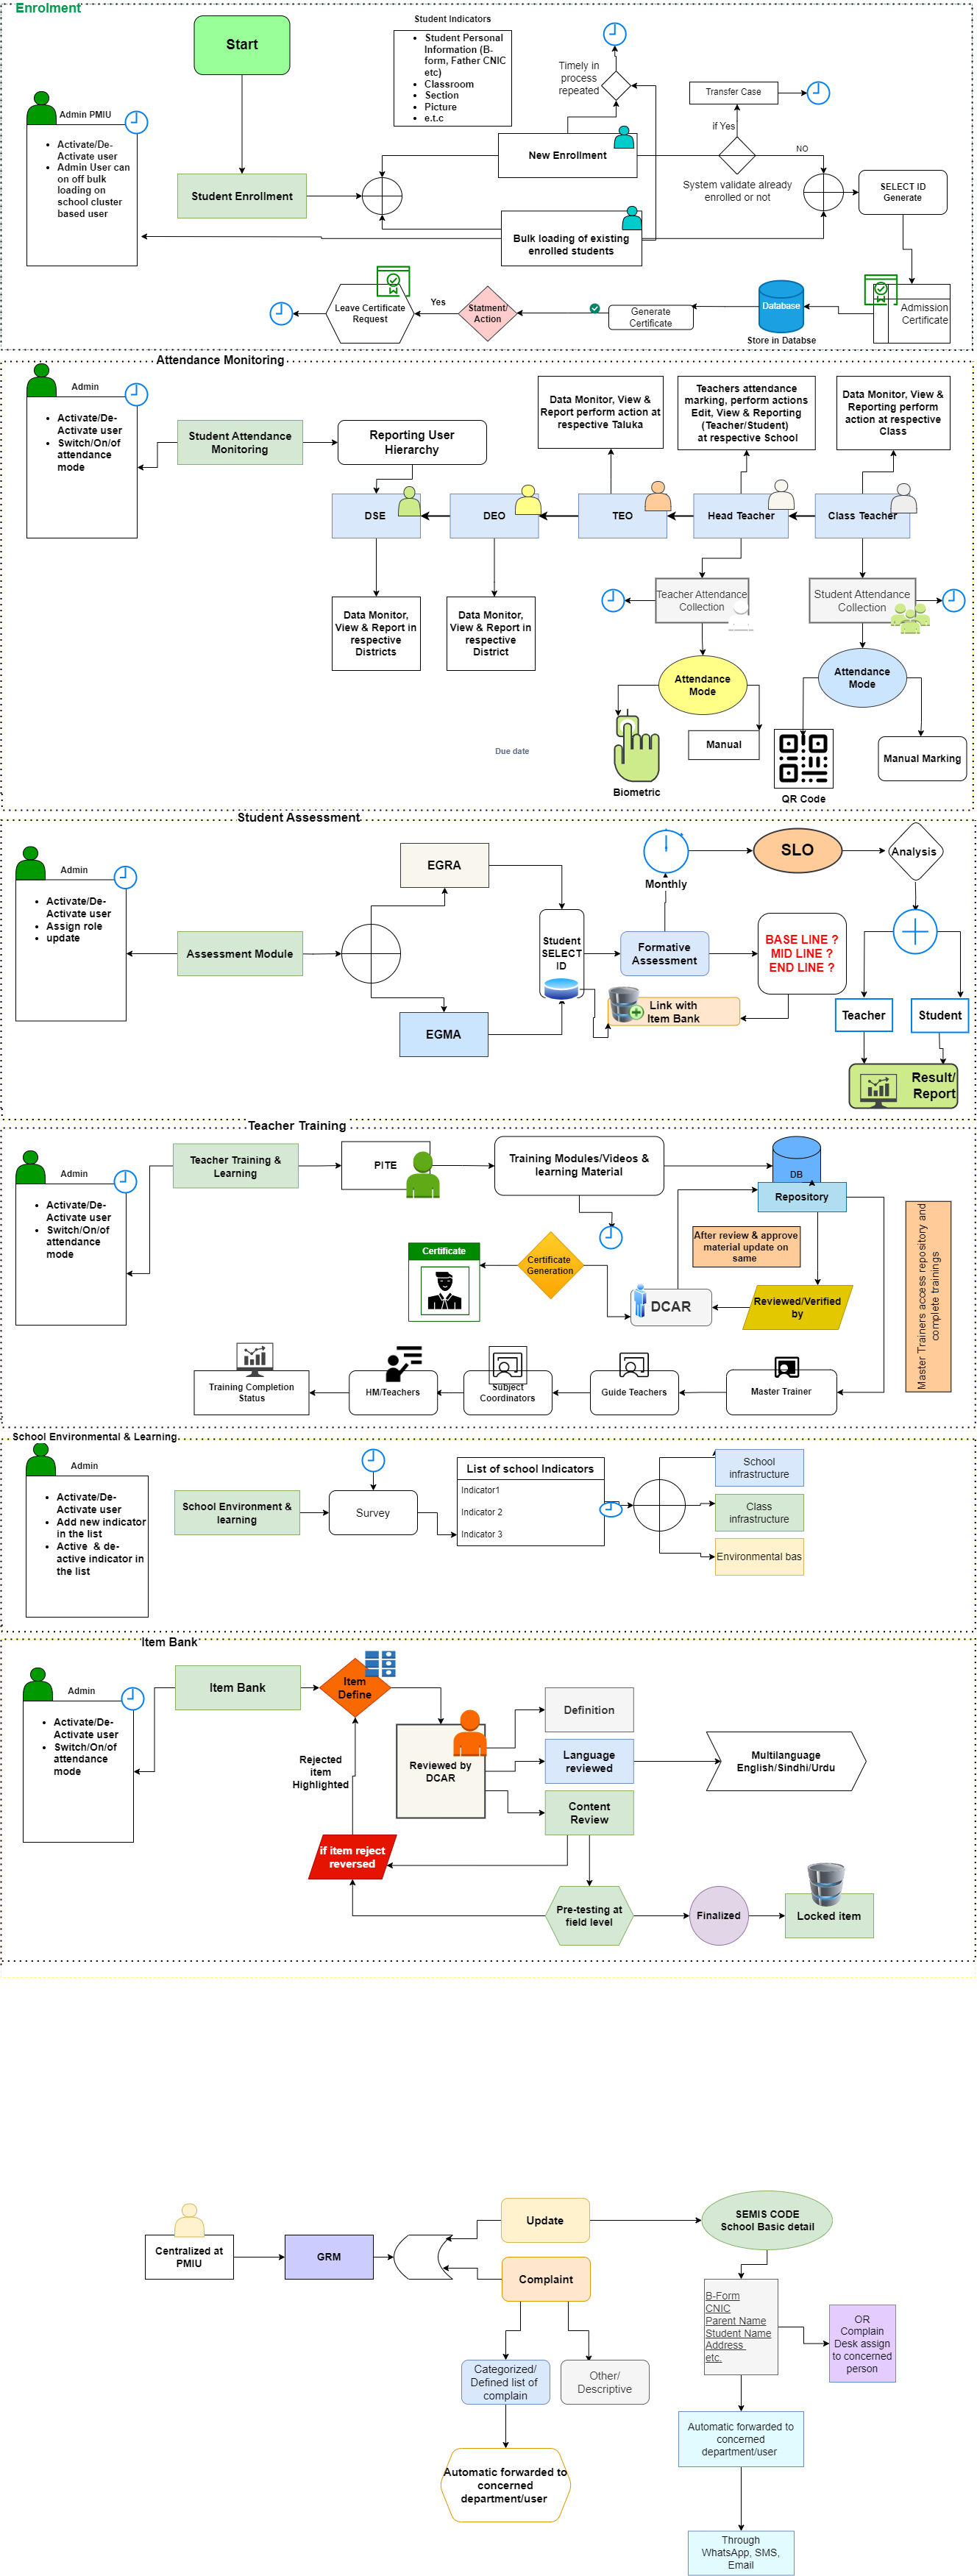 Enrolment
Start
Student Indicators
Student Personal
Information (B-
form, Father CNIC
etc)
Classroom
Section
Picture
e.t.c
Timely in
process
repeated
Transfer Case
if Yes
NO
System validate already
enrolled or not
Admin PMIU
Activate/De-
Activate user
Admin User can
on off bulk
loading on
school cluster
based user
Student Enrollment
New Enrollment
Bulk loading of existing
enrolled students
SELECT ID
Generate
Admission
Certificate
Database
Store in Databse
Generate
Certificate
Statment/
Action
Yes
Leave Certificate
Request
Attendance Monitoring
Admin
Activate/De-
Activate user
Switch/On/of
attendance
mode
Student Attendance
Monitoring
Reporting User
Hierarchy
Data Monitor, View &
Report perform action at
respective Taluka
Teachers attendance
marking, perform actions
Edit, View & Reporting
(Teacher/Student)
at respective School
Data Monitor, View &
Reporting perform
action at respective
Class
DSE
DEO
TEO
Head Teacher
Class Teacher
Data Monitor,
View & Report in
respective
Districts
Data Monitor,
View & Report in
respective
District
Teacher Attendance
Collection
Student Attendance
Collection
Attendance
Mode
Attendance
Mode
Due date
Biometric
Manual
QR Code
Manual Marking
Student Assessment
Admin
Activate/De-
Activate user
Assign role
update
Assessment Module
EGRA
EGMA
Student
SELECT
ID
Monthly
Formative
Assessment
Link with
Item Bank
SLO
Analysis
BASE LINE ?
MID LINE ?
END LINE ?
Teacher
Student
Result/
Report
Teacher Training
Admin
Activate/De-
Activate user
Switch/On/of
attendance
mode
Teacher Training &
Learning
PITE
Training Modules/Videos &
learning Material
DB
Repository
After review & approve
material update on
same
Certificate
Certificate
Generation
DCAR
Reviewed/Verified
by
Master Trainers access repository and
complete trainings
Training Completion
Status
HM/Teachers
Subject
Coordinators
Guide Teachers
Master Trainer
School Environmental & Learning
Admin
Activate/De-
Activate user
Add new indicator
in the list
Active & de-
active indicator in
the list
School Environment &
learning
Survey
List of school Indicators
Indicator1
Indicator 2
Indicator 3
School
infrastructure
Class
infrastructure
Environmental bas
Item Bank
Admin
Activate/De-
Activate user
Switch/On/of
attendance
mode
Item Bank
Item
Define
Rejected
item
Highlighted
Reviewed by
DCAR
Definition
Language
reviewed
Content
Review
Multilanguage
English/Sindhi/Urdu
if item reject
reversed
Pre-testing at
field level
Finalized
Locked item
Centralized at
PMIU
GRM
Update
Complaint
SEMIS CODE
School Basic detail
B-Form
CNIC
Parent Name
Student Name
Address
etc.
OR
Complain
Desk assign
to concerned
person
Categorized/
Defined list of
complain
Other/
Descriptive
Automatic forwarded to
concerned
department/user
Automatic forwarded to
concerned
department/user
Through
WhatsApp, SMS,
Email